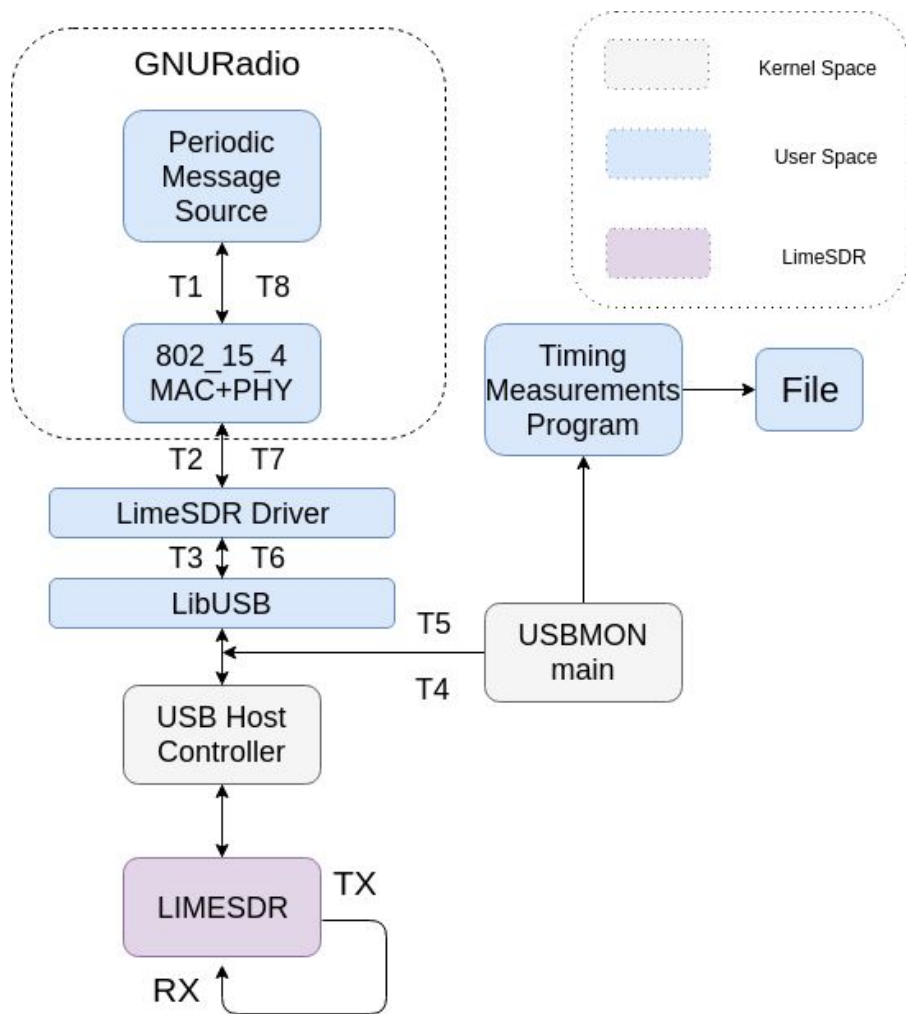 GNURadio
Periodic
Message
Source
T1 T8
802_15_4
MAC+PHY
T2 T7
LimeSDR Driver
T3 T6
LibUSB
T5
T4
USB Host
Controller
LIMESDR
TX
RX
Kernel Space
User Space
LimeSDR
Timing
Measurements
Program
File
USBMON
main